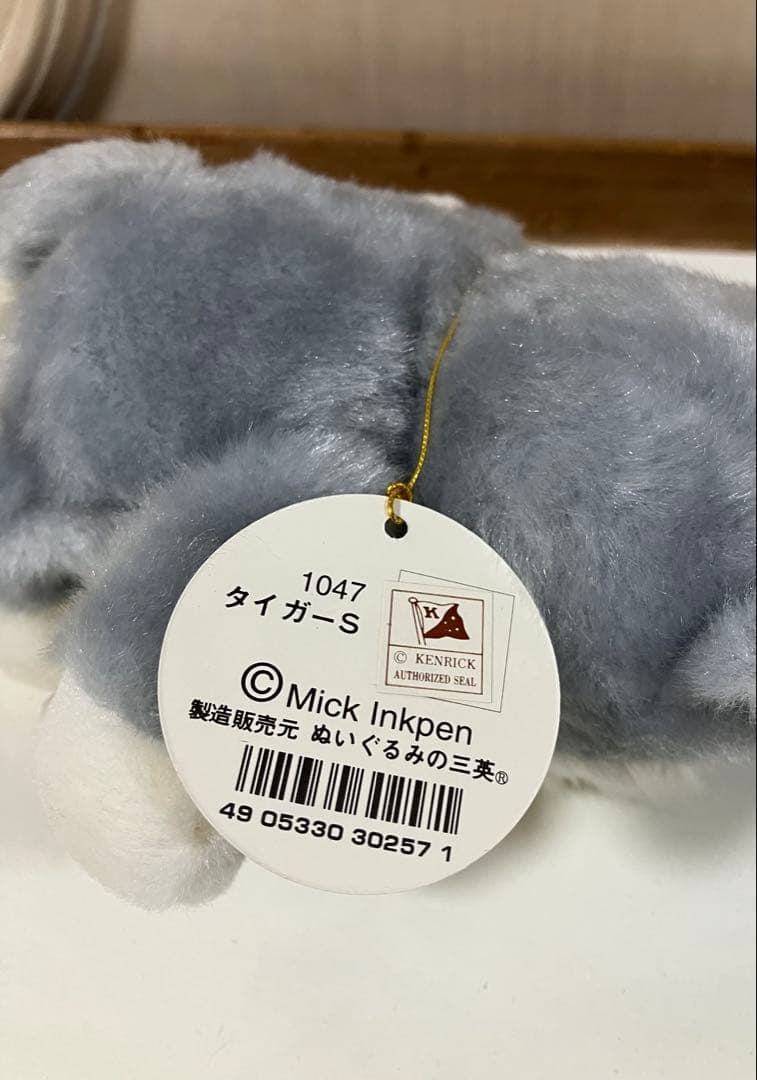 1047
タイガーS
K
© KENRICK
AUTHORIZED SEAL
©Mick Inkpen
製造販売元 ぬいぐるみの三英®
49 05330 30257 1